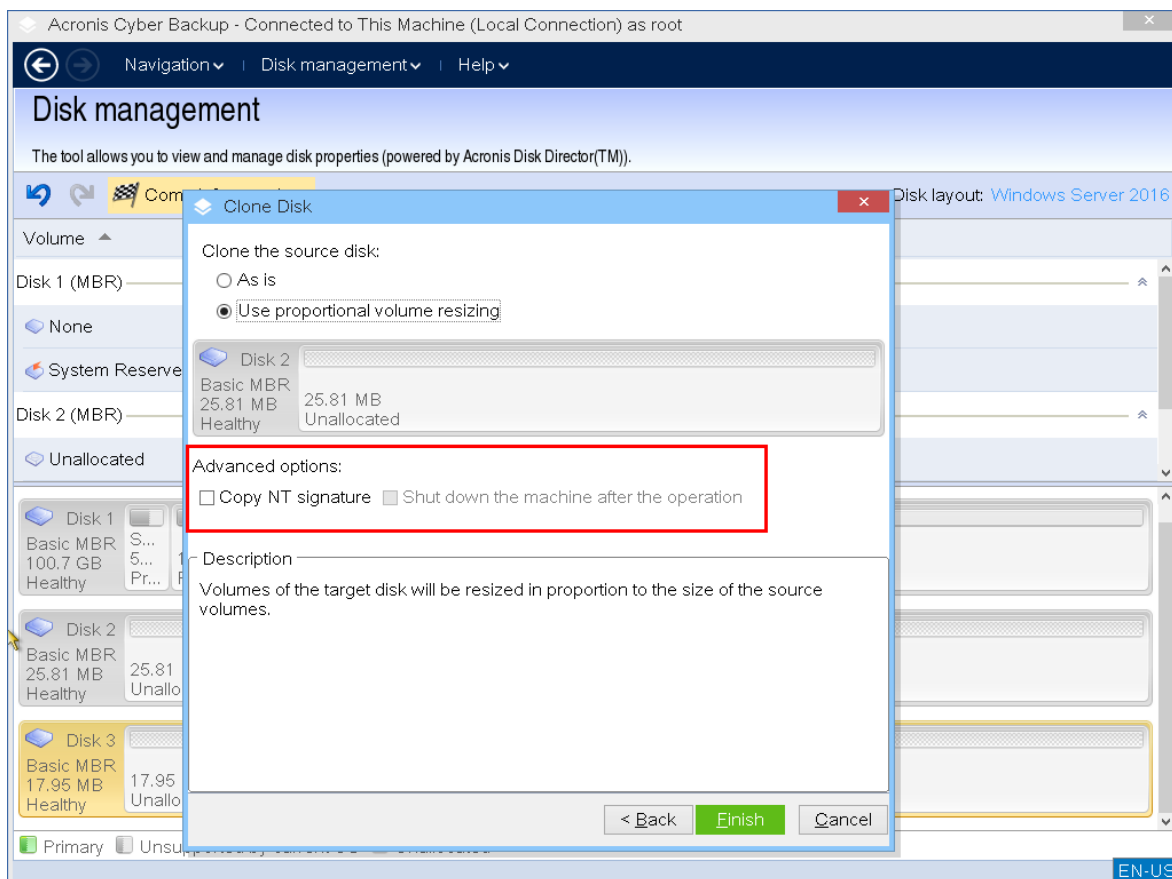 Acronis Cyber Backup - Connected to This Machine (Local Connection) as root
Navigation Disk management Help
Disk management
The tool allows you to view and manage disk properties (powered by Acronis Disk Director(TM)).
Com Disk layout: Windows Server 2016
Clone Disk
Volume
Clone the source disk:
As is
Use proportional volume resizing
Disk 1 (MBR)
None
System Reserve
Disk 2 (MBR)
Unallocated
Disk 2
Basic MBR
25.81 MB
Healthy
25.81 MB
Unallocated
Advanced options:
Copy NT signature Shut down the machine after the operation
Description
Volumes of the target disk will be resized in proportion to the size of the source
volumes.
Disk 1
Basic MBR
100.7 GB
Healthy
S...
5...
Pr...
1
Disk 2
Basic MBR
25.81 MB
Healthy
25.81
Unallo
Disk 3
Basic MBR
17.95 MB
Healthy
17.95
Unallo
< Back Finish Cancel
Primary Unsu
EN-US